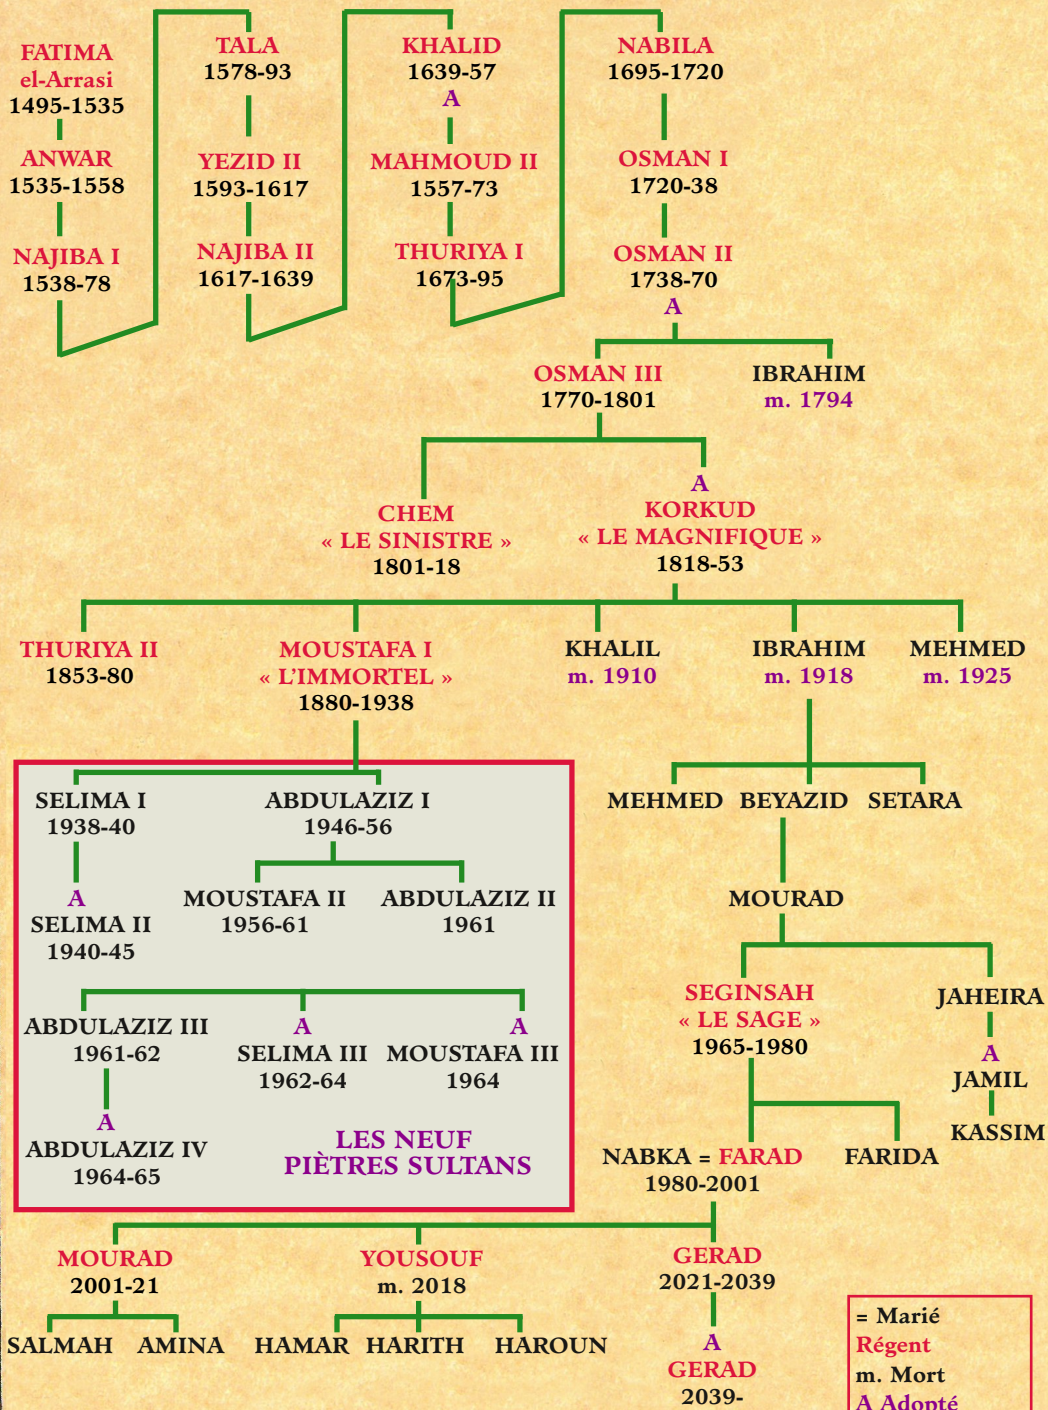 FATIMA
el-Arrasi
1495-1535
ANWAR
1535-1558
NAJIBA I
1538-78
TALA
1578-93
YEZID II
1593-1617
NAJIBA II
1617-1639
KHALID
1639-57
A
MAHMOUD II
1557-73
THURIYA I
1673-95
NABILA
1695-1720
OSMAN I
1720-38
OSMAN II
1738-70
A
OSMAN III
1770-1801
IBRAHIM
m. 1794
CHEM
« LE SINISTRE »
1801-18
A
KORKUD
« LE MAGNIFIQUE »
1818-53
THURIYA II
1853-80
MOUSTAFA I
« L'IMMORTEL »
1880-1938
KHALIL
m. 1910
IBRAHIM
m. 1918
MEHMED
m. 1925
SELIMA I
1938-40
ABDULAZIZ I
1946-56
A
SELIMA II
1940-45
MOUSTAFA II
1956-61
ABDULAZIZ II
1961
ABDULAZIZ III
1961-62
A
SELIMA III
1962-64
A
MOUSTAFA III
1964
A
ABDULAZIZ IV
1964-65
LES NEUF
PIÈTRES SULTANS
MEHMED
BEYAZID
SETARA
MOURAD
SEGINSAH
« LE SAGE »
1965-1980
JAHEIRA
A
JAMIL
KASSIM
NABKA = FARAD
1980-2001
FARIDA
MOURAD
2001-21
YOUSOUF
m. 2018
GERAD
2021-2039
SALMAH
AMINA
HAMAR
HARITH
HAROUN
A
GERAD
2039-
= Marié
Régent
m. Mort
A Adopté